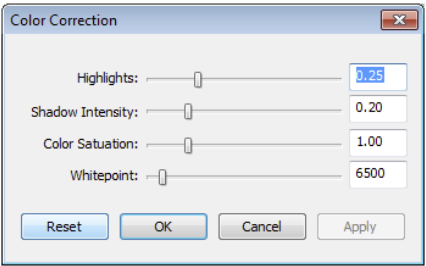 Color Correction
Highlights: 0.25
Shadow Intensity: 0.20
Color Satuation: 1.00
Whitepoint: 6500
Reset OK Cancel Apply